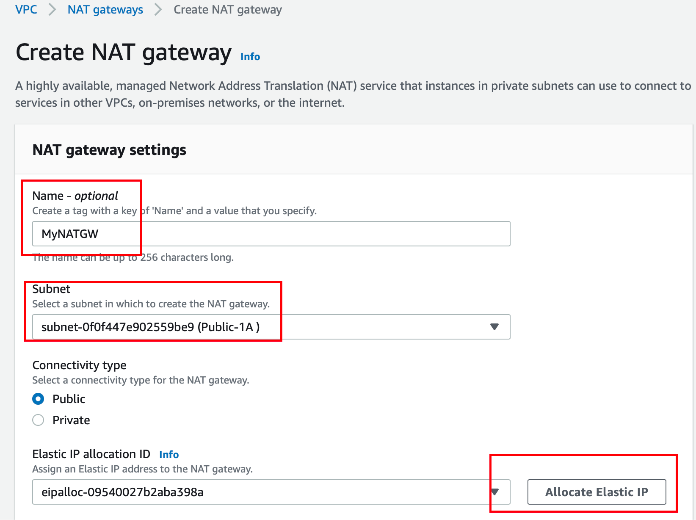 VPC > NAT gateways > Create NAT gateway
Create NAT gateway Info
A highly available, managed Network Address Translation (NAT) service that instances in private subnets can use to connect to
services in other VPCs, on-premises networks, or the internet.
NAT gateway settings
Name - optional
Create a tag with a key of 'Name' and a value that you specify.
MyNATGW
The name can be up to 256 characters long.
Subnet
Select a subnet in which to create the NAT gateway.
subnet-0f0f447e902559be9 (Public-1A )
Connectivity type
Select a connectivity type for the NAT gateway.
Public
Private
Elastic IP allocation ID Info
Assign an Elastic IP address to the NAT gateway.
eipalloc-09540027b2aba398a
Allocate Elastic IP